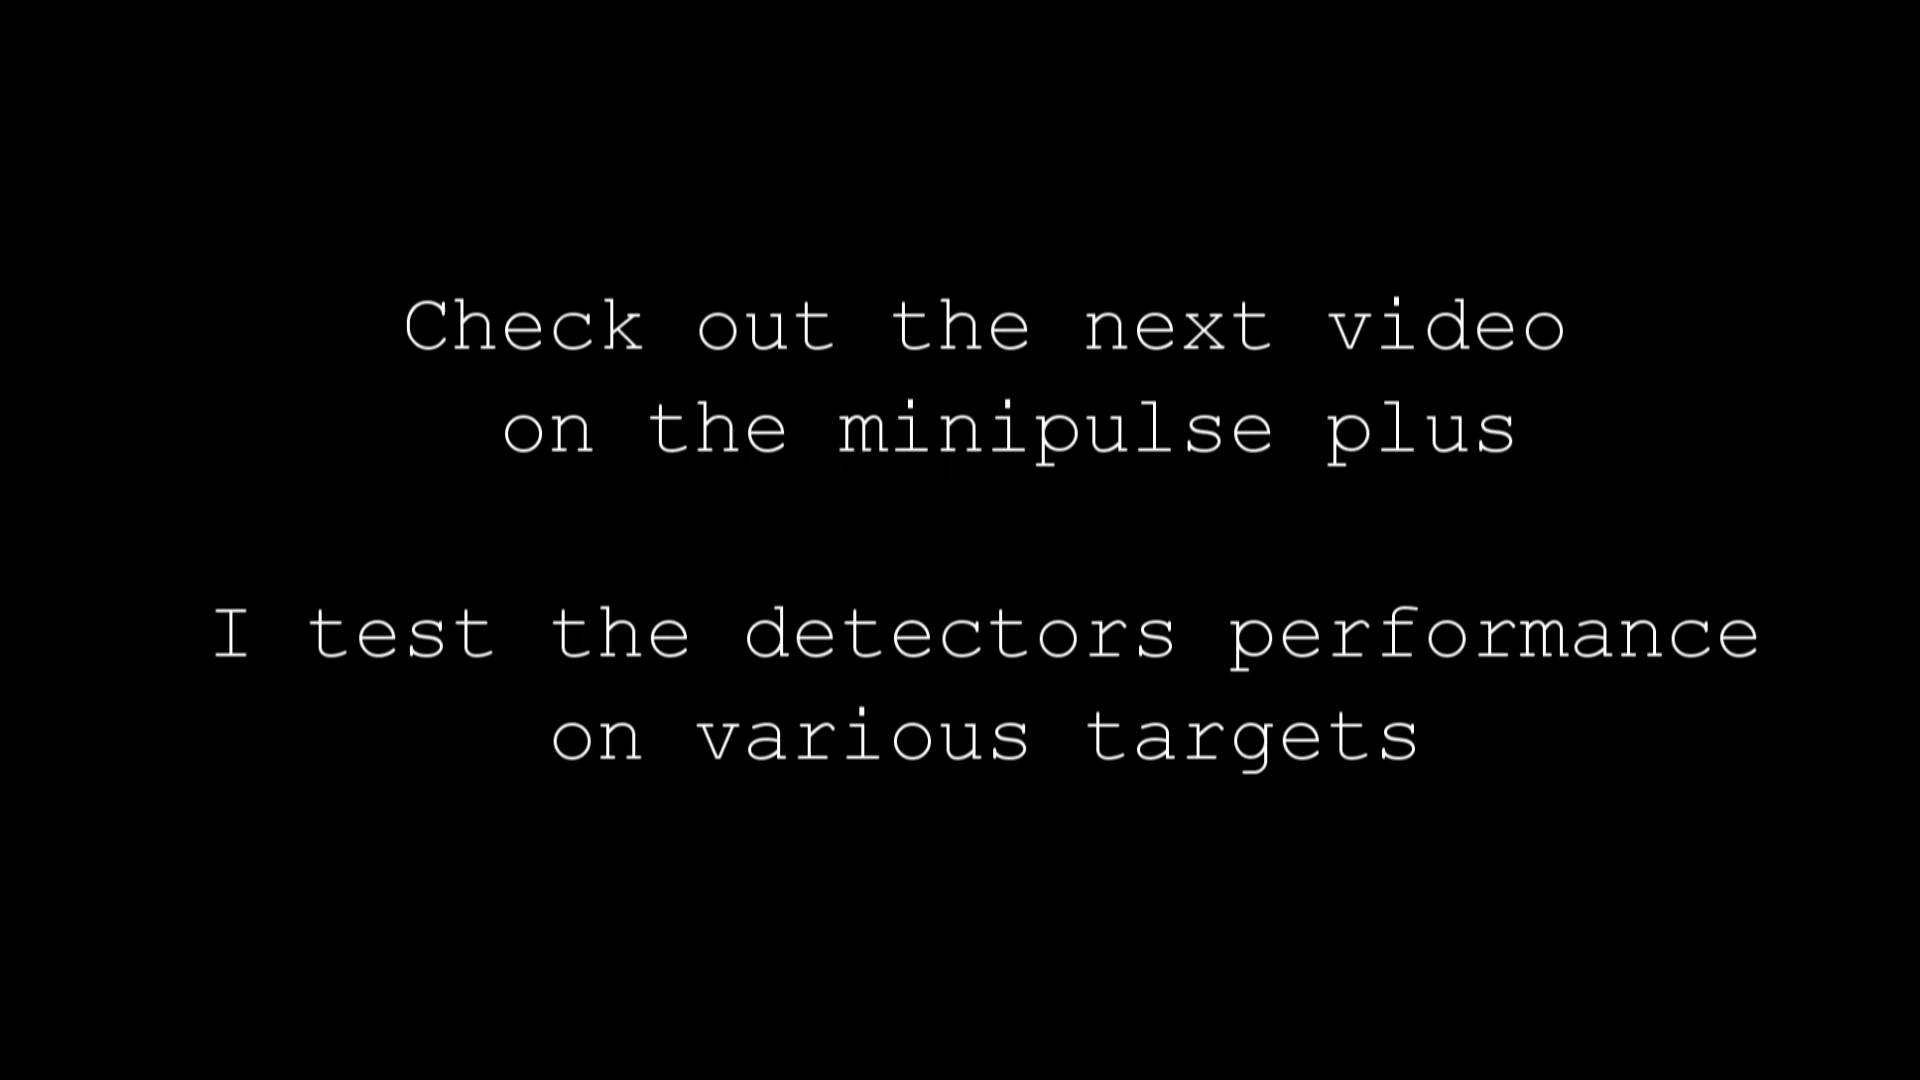 Check out the next video
on the minipulse plus
I test the detectors performance
on various targets